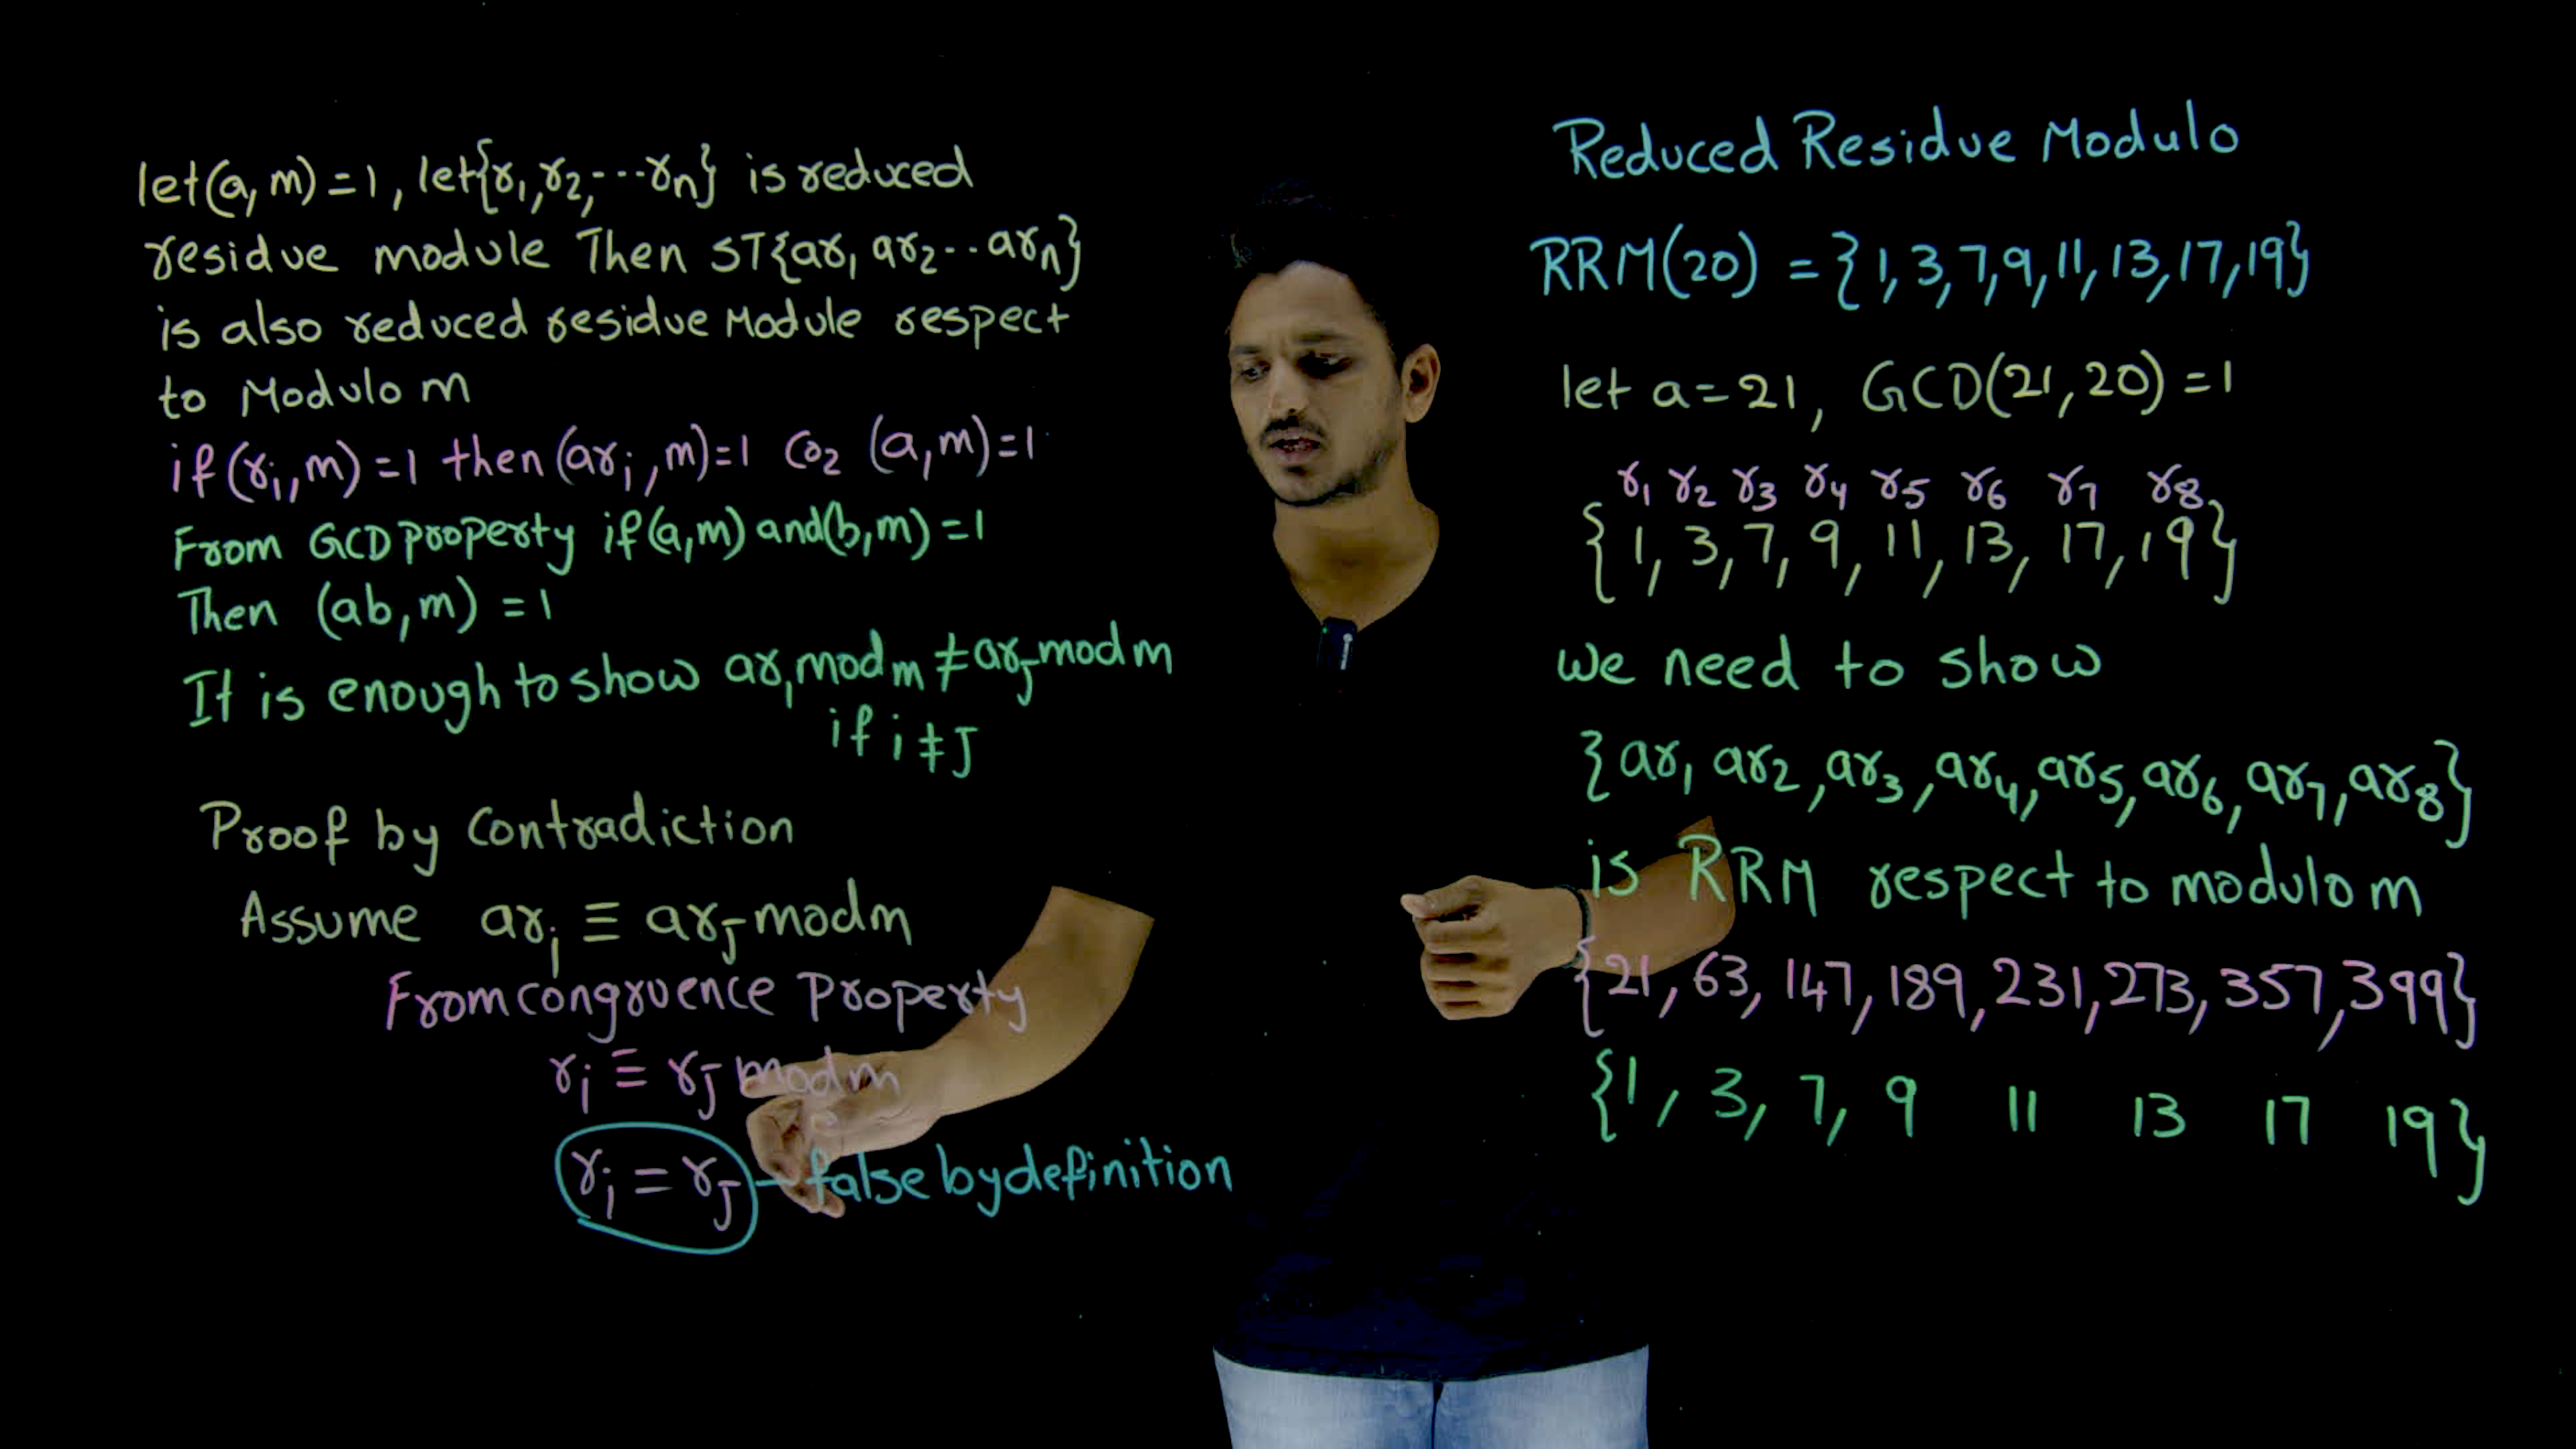 let(a, m) = 1, let{r1, r2, ... rn} is reduced
residue module Then ST{ar1 ar2 .. arn}
is also reduced residue Module respect
to Modulo m
if (ri, m) = 1 then (ari, m) = 1 Coz (a, m) = 1
From GCD property if (a, m) and (b, m) = 1
Then (ab, m) = 1
It is enough to show ari mod m ≠ arJ mod m
if i ≠ J
Proof by Contradiction
Assume ari ≡ arJ mod m
From congruence Property
ri ≡ rJ mod m
ri = rJ - false by definition
Reduced Residue Modulo
RRM(20) = {1, 3, 7, 9, 11, 13, 17, 19}
let a = 21, GCD(21, 20) = 1
r1 r2 r3 r4 r5 r6 r7 r8
{1, 3, 7, 9, 11, 13, 17, 19}
we need to show
{ar1 ar2, ar3, ar4, ar5, ar6, ar7, ar8}
is RRM respect to modulo m
{21, 63, 147, 189, 231, 273, 357, 399}
{1, 3, 7, 9 11 13 17 19}